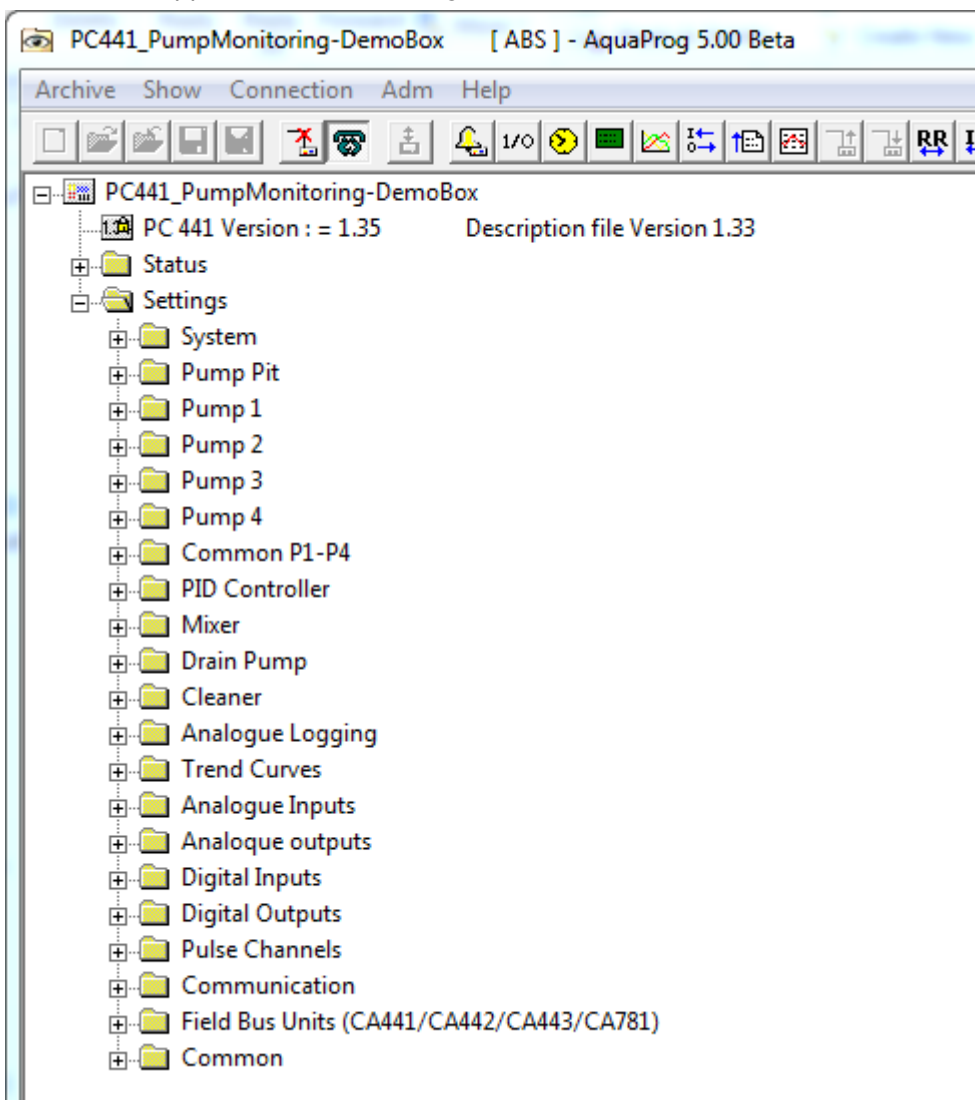 PC441_PumpMonitoring-DemoBox [ ABS ] - AquaProg 5.00 Beta
Archive Show Connection Adm Help
1/0 RR
PC441_PumpMonitoring-DemoBox
PC 441 Version : = 1.35 Description file Version 1.33
Status
Settings
System
Pump Pit
Pump 1
Pump 2
Pump 3
Pump 4
Common P1-P4
PID Controller
Mixer
Drain Pump
Cleaner
Analogue Logging
Trend Curves
Analogue Inputs
Analoque outputs
Digital Inputs
Digital Outputs
Pulse Channels
Communication
Field Bus Units (CA441/CA442/CA443/CA781)
Common